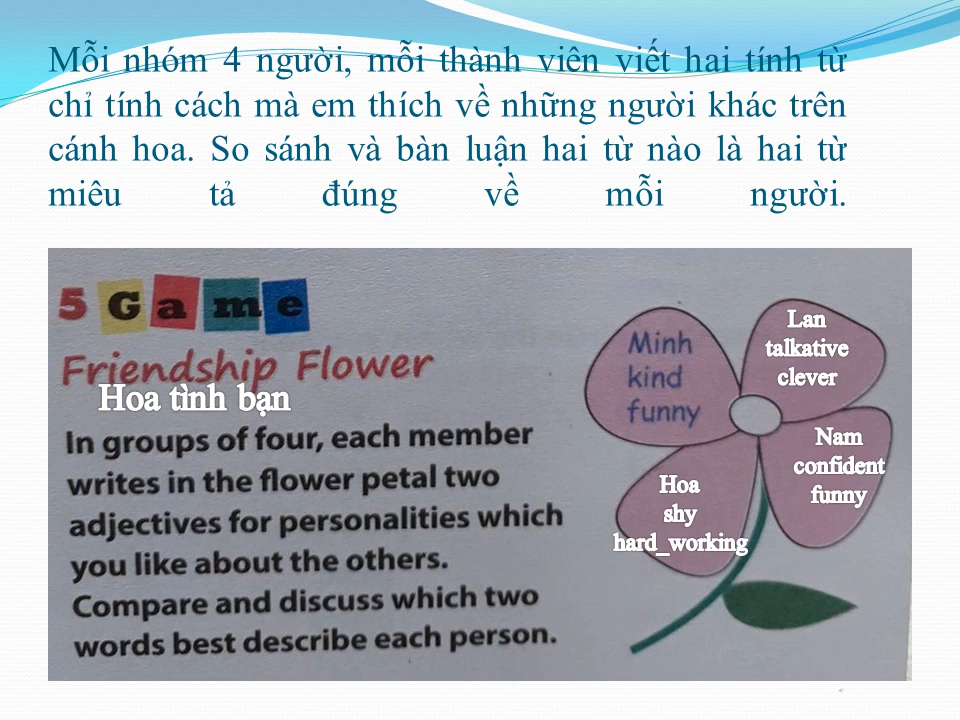 Mỗi nhóm 4 người, mỗi thành viên viết hai tính từ
chỉ tính cách mà em thích về những người khác trên
cánh hoa. So sánh và bàn luận hai từ nào là hai từ
miêu tả đúng về mỗi người.
5 Game
Friendship Flower
Hoa tình bạn
In groups of four, each member
writes in the flower petal two
adjectives for personalities which
you like about the others.
Compare and discuss which two
words best describe each person.
Minh
kind
funny
Lan
talkative
clever
Nam
confident
funny
Hoa
shy
hard_working